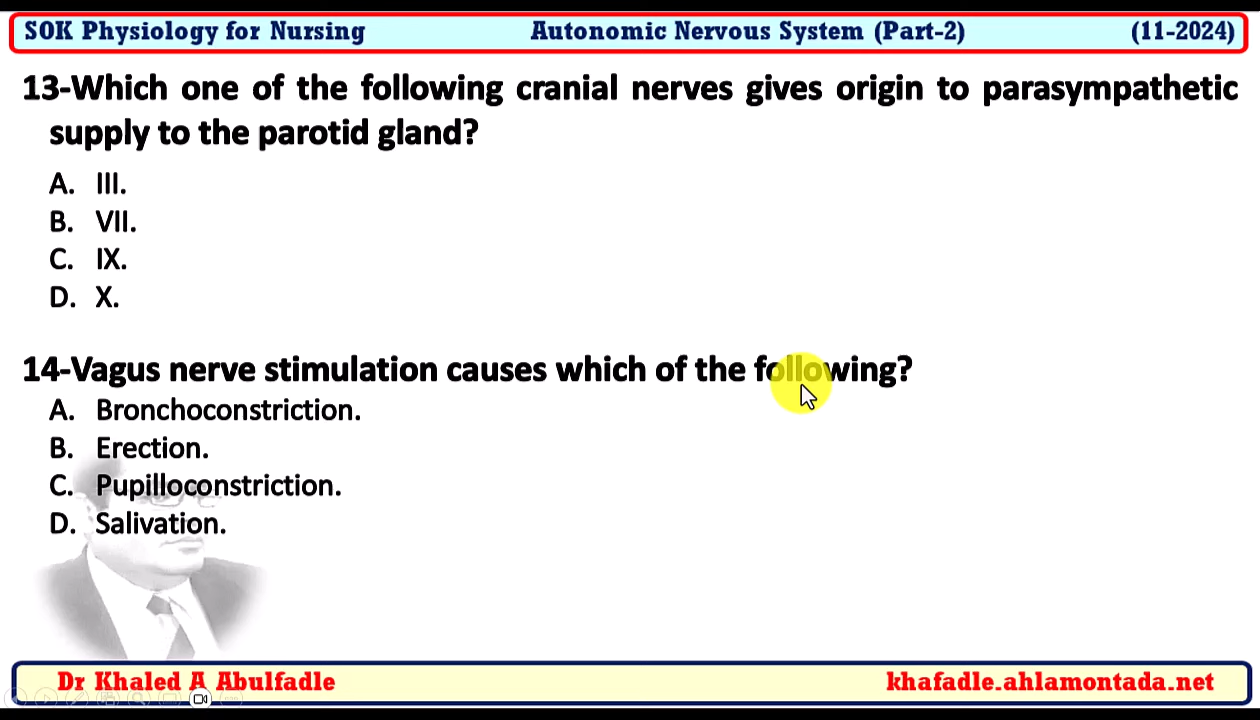 SOK Physiology for Nursing Autonomic Nervous System (Part-2) (11-2024)
13-Which one of the following cranial nerves gives origin to parasympathetic
supply to the parotid gland?
A. III.
B. VII.
C. IX.
D. X.
14-Vagus nerve stimulation causes which of the following?
A. Bronchoconstriction.
B. Erection.
C. Pupilloconstriction.
D. Salivation.
Dr Khaled A Abulfadle khafadle.ahlamontada.net